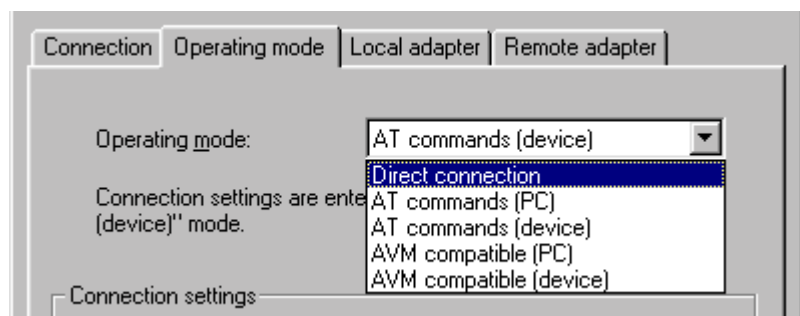 Connection Operating mode Local adapter Remote adapter
Operating mode: AT commands (device)
Direct connection
Connection settings are ente AT commands (PC)
(device)" mode. AT commands (device)
AVM compatible (PC)
AVM compatible (device)
Connection settings